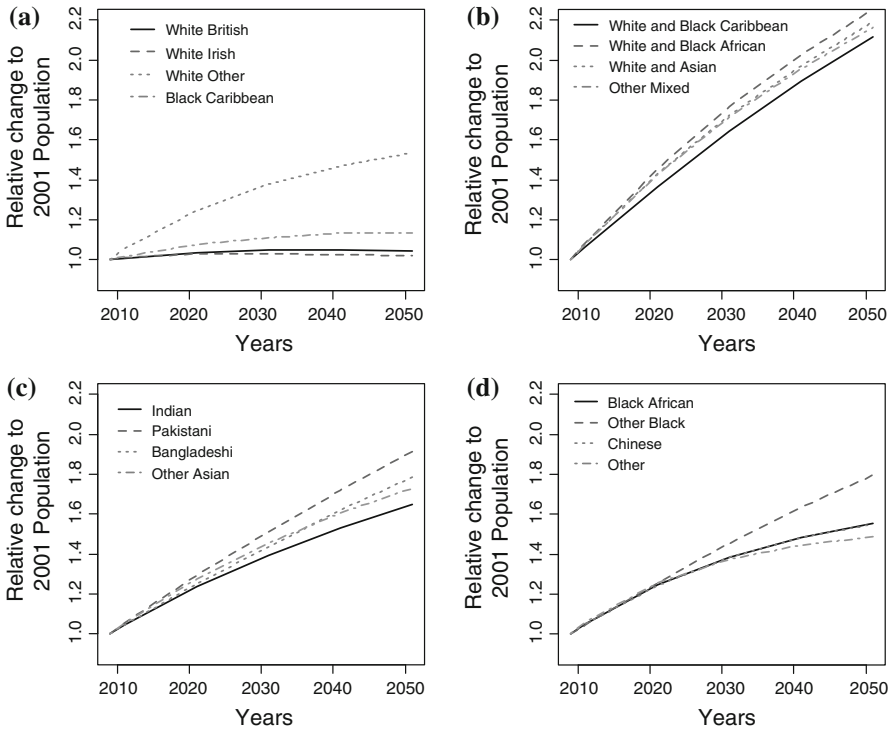 (a)
Relative change to
2001 Population
2.2
2.0
1.8
1.6
1.4
1.2
1.0
White British
White Irish
White Other
Black Caribbean
2010 2020 2030 2040 2050
Years
(b)
Relative change to
2001 Population
2.2
2.0
1.8
1.6
1.4
1.2
1.0
White and Black Caribbean
White and Black African
White and Asian
Other Mixed
2010 2020 2030 2040 2050
Years
(c)
Relative change to
2001 Population
2.2
2.0
1.8
1.6
1.4
1.2
1.0
Indian
Pakistani
Bangladeshi
Other Asian
2010 2020 2030 2040 2050
Years
(d)
Relative change to
2001 Population
2.2
2.0
1.8
1.6
1.4
1.2
1.0
Black African
Other Black
Chinese
Other
2010 2020 2030 2040 2050
Years